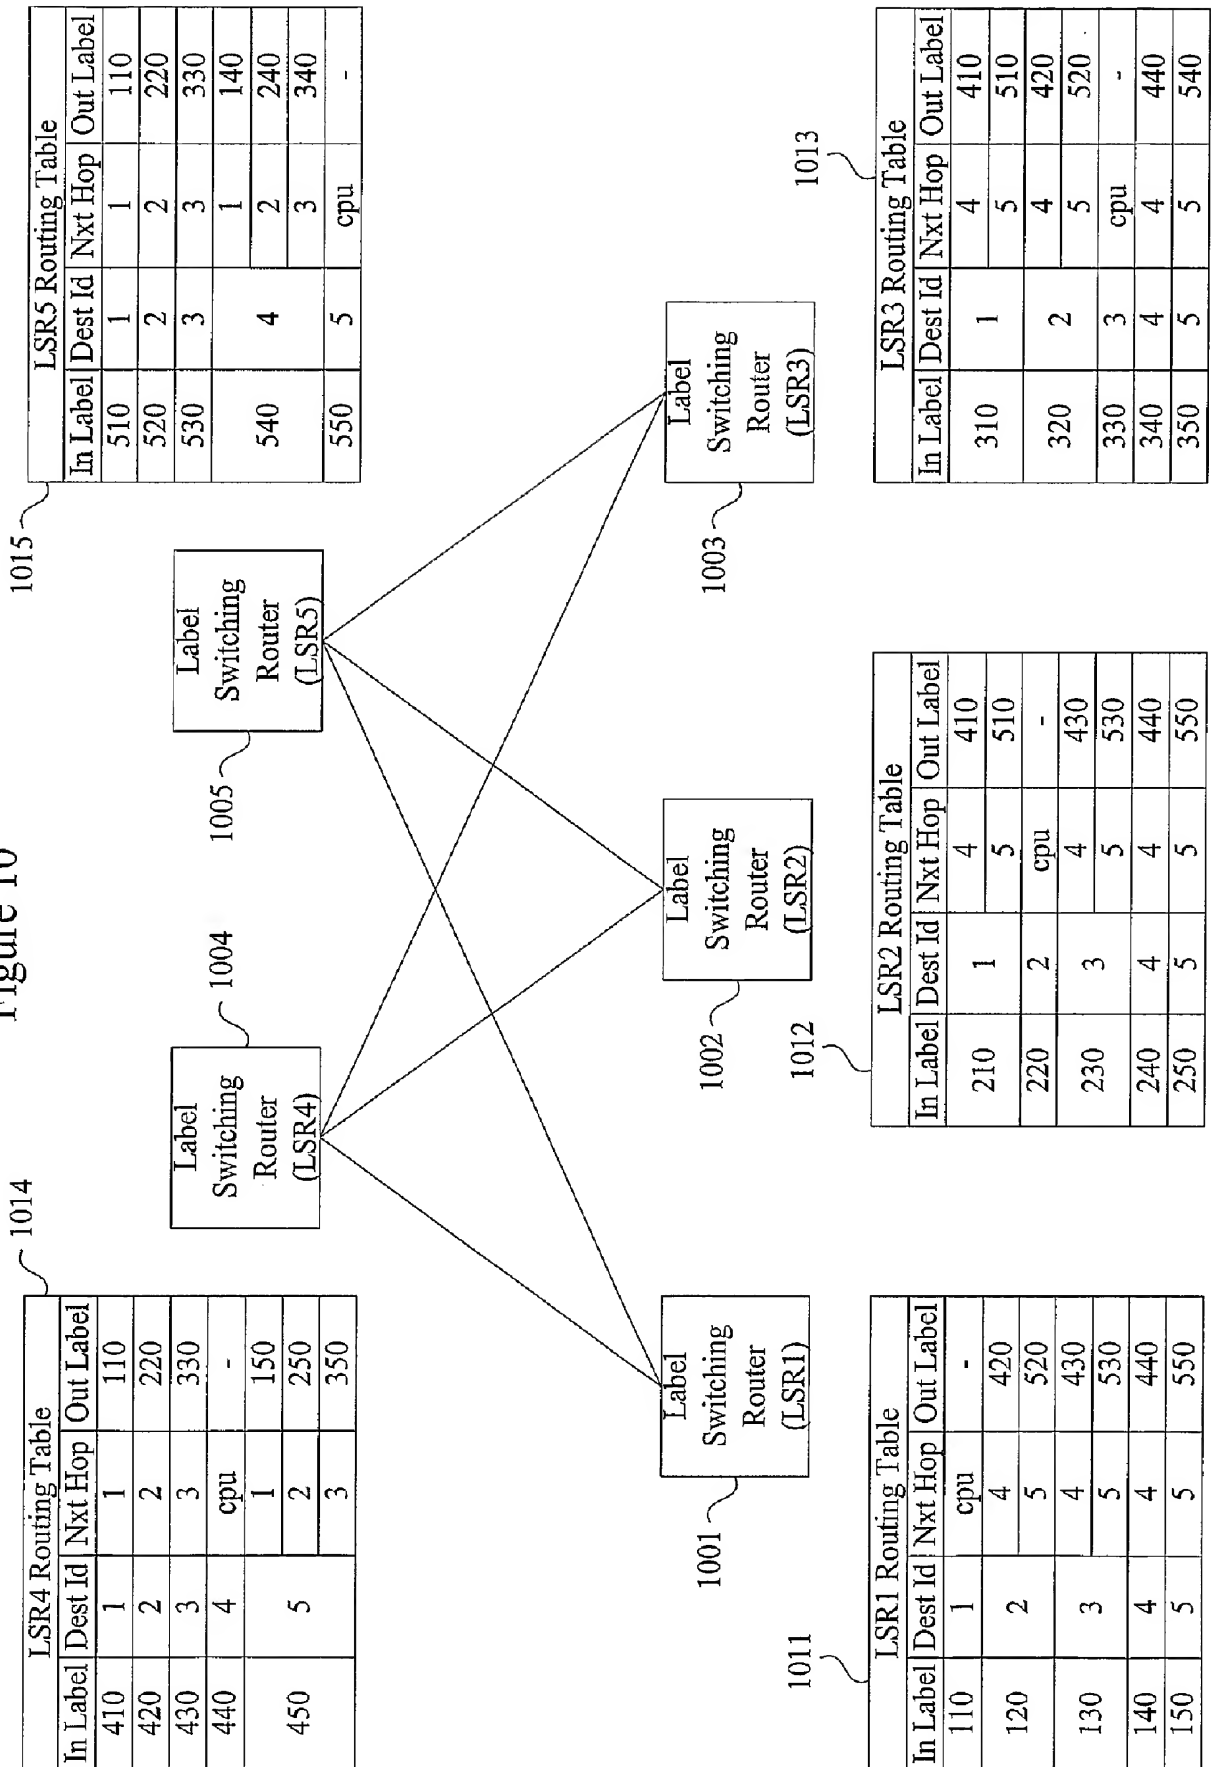 Figure 10
1014
1015
LSR4 Routing Table
In Label Dest Id Nxt Hop Out Label
410 1 1 110
420 2 2 220
430 3 3 330
440 4 cpu -
450 5 1 150
2 250
3 350
LSR5 Routing Table
In Label Dest Id Nxt Hop Out Label
510 1 1 110
520 2 2 220
530 3 3 330
540 4 1 140
2 240
3 340
550 5 cpu -
1004
Label
Switching
Router
(LSR4)
1005
Label
Switching
Router
(LSR5)
1001
Label
Switching
Router
(LSR1)
1002
Label
Switching
Router
(LSR2)
1003
Label
Switching
Router
(LSR3)
1011
LSR1 Routing Table
In Label Dest Id Nxt Hop Out Label
110 1 cpu -
120 2 4 420
5 520
130 3 4 430
5 530
140 4 4 440
150 5 5 550
1012
LSR2 Routing Table
In Label Dest Id Nxt Hop Out Label
210 1 4 410
5 510
220 2 cpu -
230 3 4 430
5 530
240 4 4 440
250 5 5 550
1013
LSR3 Routing Table
In Label Dest Id Nxt Hop Out Label
310 1 4 410
5 510
320 2 4 420
5 520
330 3 cpu -
340 4 4 440
350 5 5 540